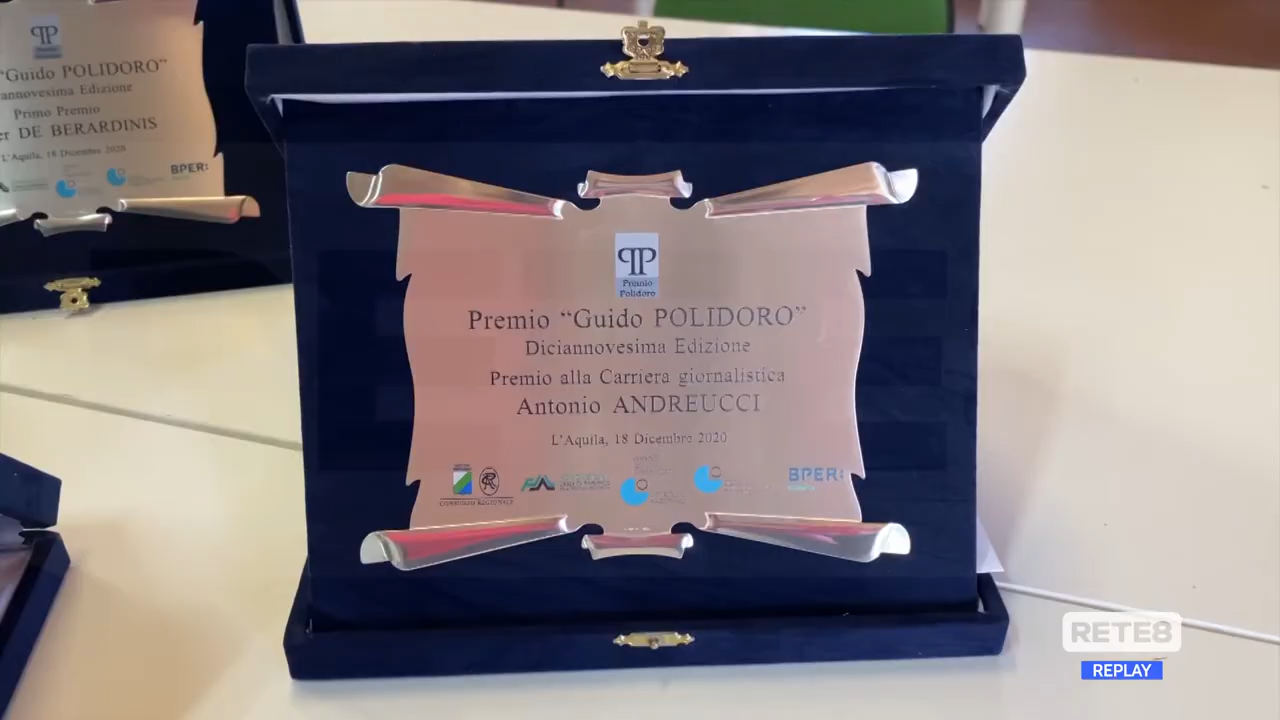 "Guido POLIDORO"
annovesima Edizione
Primo Premio
er DE BERARDINIS
L'Aquila, 18 Dicembre 2020
BPER:
Premio
Polidoro
Premio “Guido POLIDORO”
Diciannovesima Edizione
Premio alla Carriera giornalistica
Antonio ANDREUCCI
L'Aquila, 18 Dicembre 2020
CONSIGLIO REGIONALE
BPER:
RETE8
REPLAY